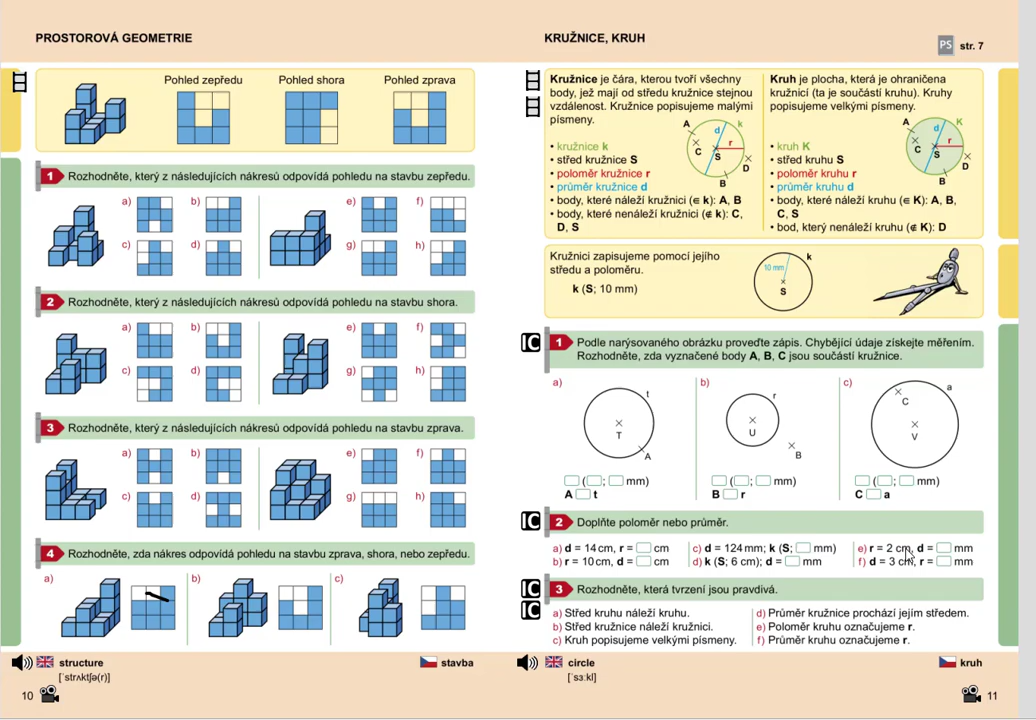 PROSTOROVÁ GEOMETRIE
Pohled zepředu
Pohled shora
Pohled zprava
1 Rozhodněte, který z následujících nákresů odpovídá pohledu na stavbu zepředu.
a)
b)
e)
f)
c)
d)
g)
h)
2 Rozhodněte, který z následujících nákresů odpovídá pohledu na stavbu shora.
a)
b)
e)
f)
c)
d)
g)
h)
3 Rozhodněte, který z následujících nákresů odpovídá pohledu na stavbu zprava.
a)
b)
e)
f)
c)
d)
g)
h)
4 Rozhodněte, zda nákres odpovídá pohledu na stavbu zprava, shora, nebo zepředu.
a)
b)
c)
structure
[ˈstrʌktʃə(r)]
stavba
10
KRUŽNICE, KRUH
PS str. 7
Kružnice je čára, kterou tvoří všechny
body, jež mají od středu kružnice stejnou
vzdálenost. Kružnice popisujeme malými
písmeny.
• kružnice k
• střed kružnice S
• poloměr kružnice r
• průměr kružnice d
• body, které náleží kružnici (∈ k): A, B
• body, které nenáleží kružnici (∉ k): C,
D, S
A
d
k
C
r
S
D
B
Kruh je plocha, která je ohraničena
kružnicí (ta je součástí kruhu). Kruhy
popisujeme velkými písmeny.
• kruh K
• střed kruhu S
• poloměr kruhu r
• průměr kruhu d
• body, které náleží kruhu (∈ K): A, B,
C, S
• bod, který nenáleží kruhu (∉ K): D
A
d
K
C
r
S
D
B
Kružnici zapisujeme pomocí jejího
středu a poloměru.
k (S; 10 mm)
k
10 mm
S
1 Podle narýsovaného obrázku proveďte zápis. Chybějící údaje získejte měřením.
Rozhodněte, zda vyznačené body A, B, C jsou součástí kružnice.
a)
t
T
A
( ; mm)
A t
b)
r
U
B
( ; mm)
B r
c)
a
C
V
( ; mm)
C a
2 Doplňte poloměr nebo průměr.
a) d = 14 cm, r = cm
b) r = 10 cm, d = cm
c) d = 124 mm; k (S; mm)
d) k (S; 6 cm); d = mm
e) r = 2 cm, d = mm
f) d = 3 cm, r = mm
3 Rozhodněte, která tvrzení jsou pravdivá.
a) Střed kruhu náleží kruhu.
b) Střed kružnice náleží kružnici.
c) Kruh popisujeme velkými písmeny.
d) Průměr kružnice prochází jejím středem.
e) Poloměr kruhu označujeme r.
f) Průměr kruhu označujeme r.
circle
[ˈsɜːkl]
kruh
11